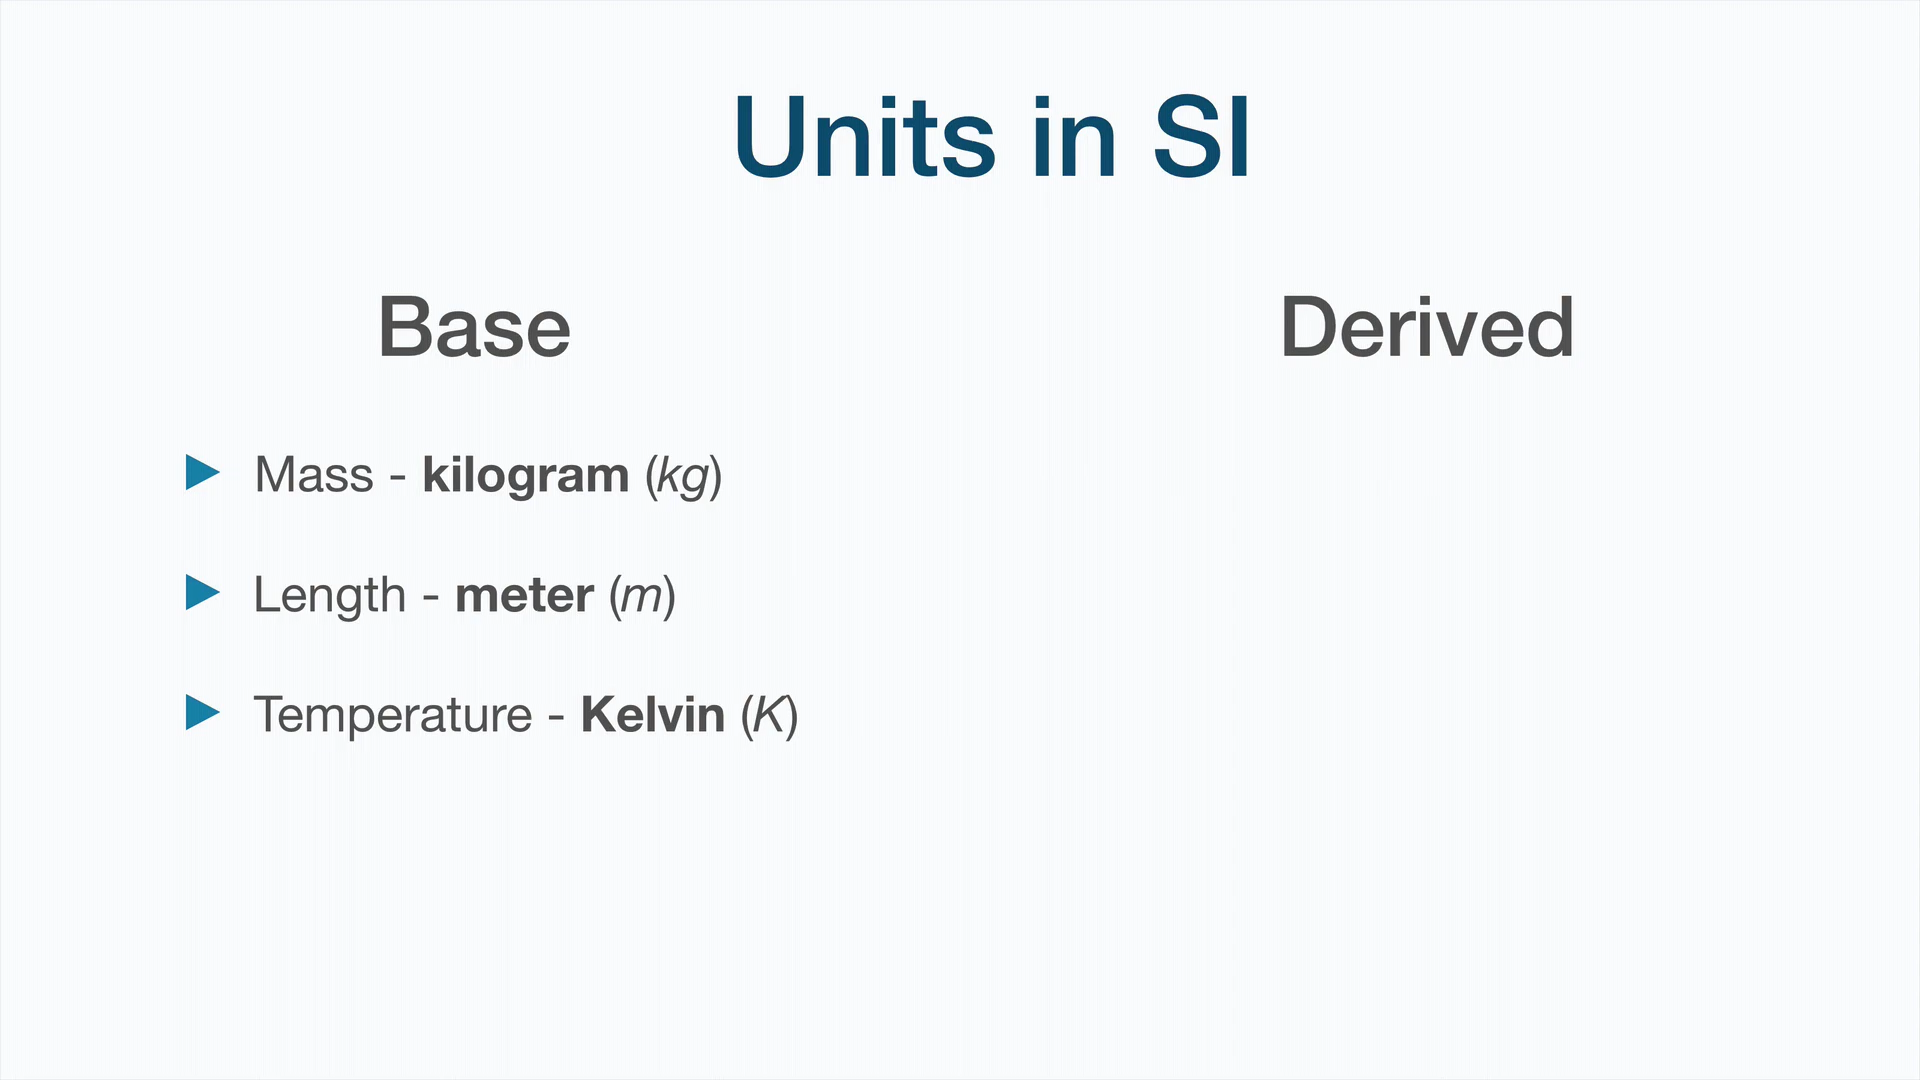 Units in SI
Base
Derived
Mass - kilogram (kg)
Length - meter (m)
Temperature - Kelvin (K)